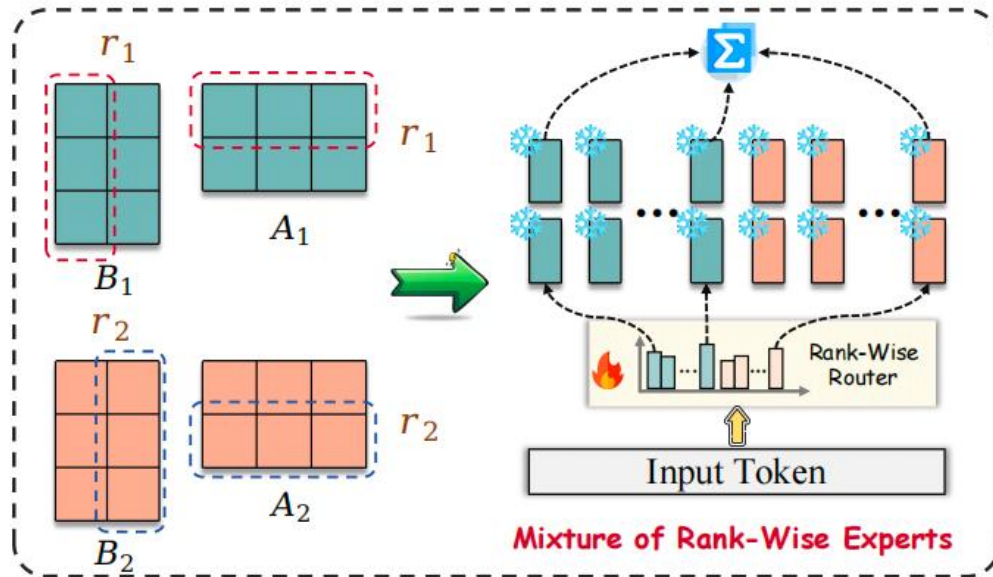 r₁
r₁
A₁
B₁
r₂
r₂
A₂
B₂
Σ
•••
•••
...
...
Rank-Wise
Router
Input Token
Mixture of Rank-Wise Experts